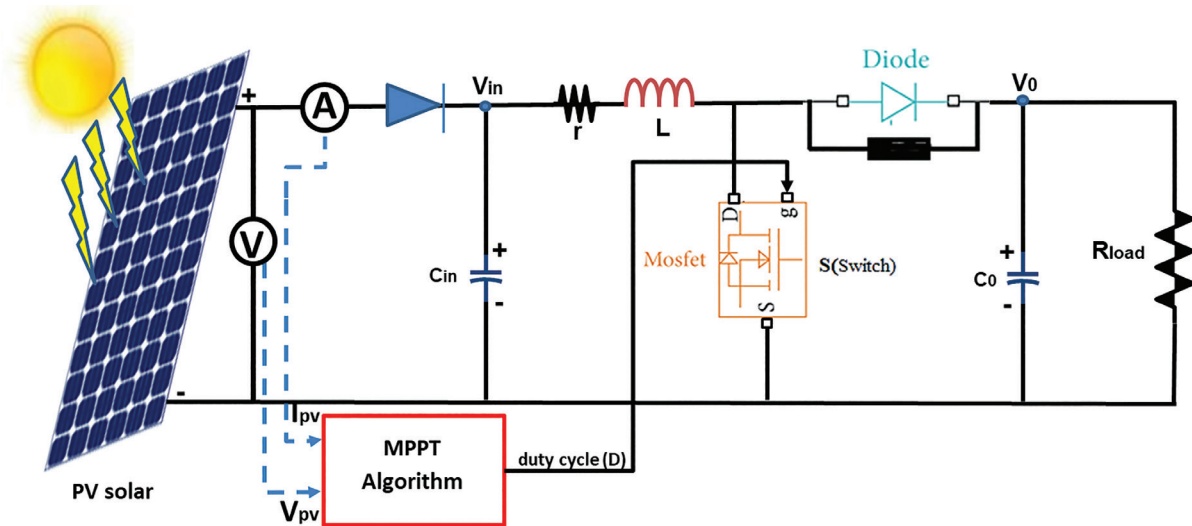 +
A
Vin
r
L
Diode
V0
V
D
g
Mosfet
S(Switch)
S
+
Cin
-
+
C0
-
Rload
-
Ipv
MPPT
Algorithm
duty cycle (D)
PV solar
Vpv